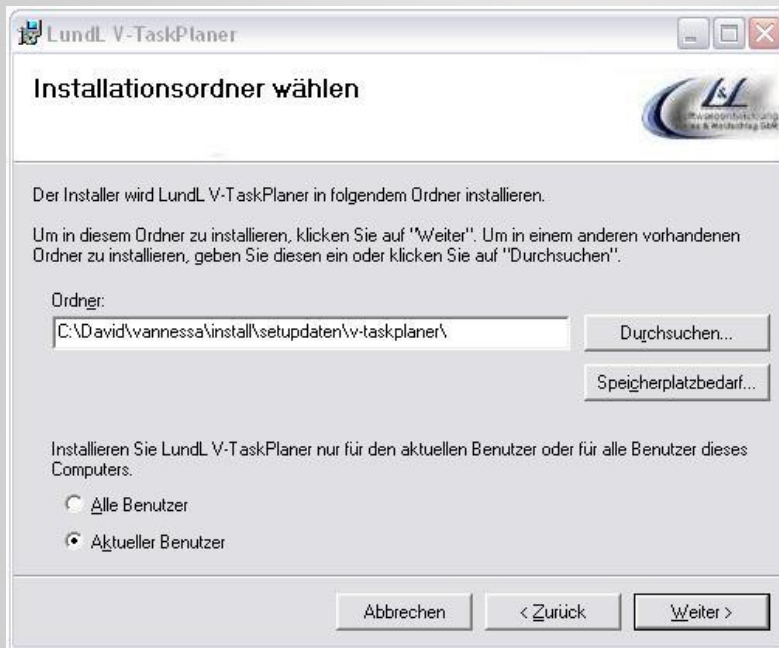 LundL V-TaskPlaner
Installationsordner wählen
L&L
Der Installer wird LundL V-TaskPlaner in folgendem Ordner installieren.
Um in diesem Ordner zu installieren, klicken Sie auf "Weiter". Um in einem anderen vorhandenen
Ordner zu installieren, geben Sie diesen ein oder klicken Sie auf "Durchsuchen".
Ordner:
C:\David\vannessa\install\setupdaten\v-taskplaner\
Durchsuchen...
Speicherplatzbedarf...
Installieren Sie LundL V-TaskPlaner nur für den aktuellen Benutzer oder für alle Benutzer dieses
Computers.
Alle Benutzer
Aktueller Benutzer
Abbrechen
< Zurück
Weiter >